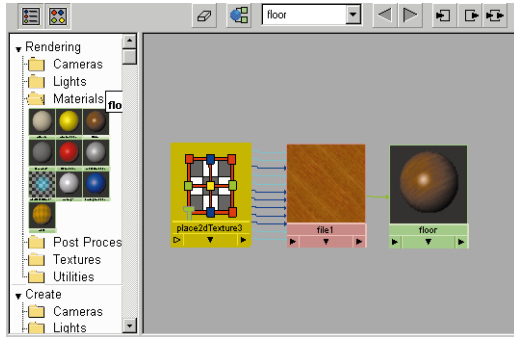 floor
Rendering
Cameras
Lights
Materials
flo
Post Proces
Textures
Utilities
Create
Cameras
Lights
place2dTexture3
file1
floor